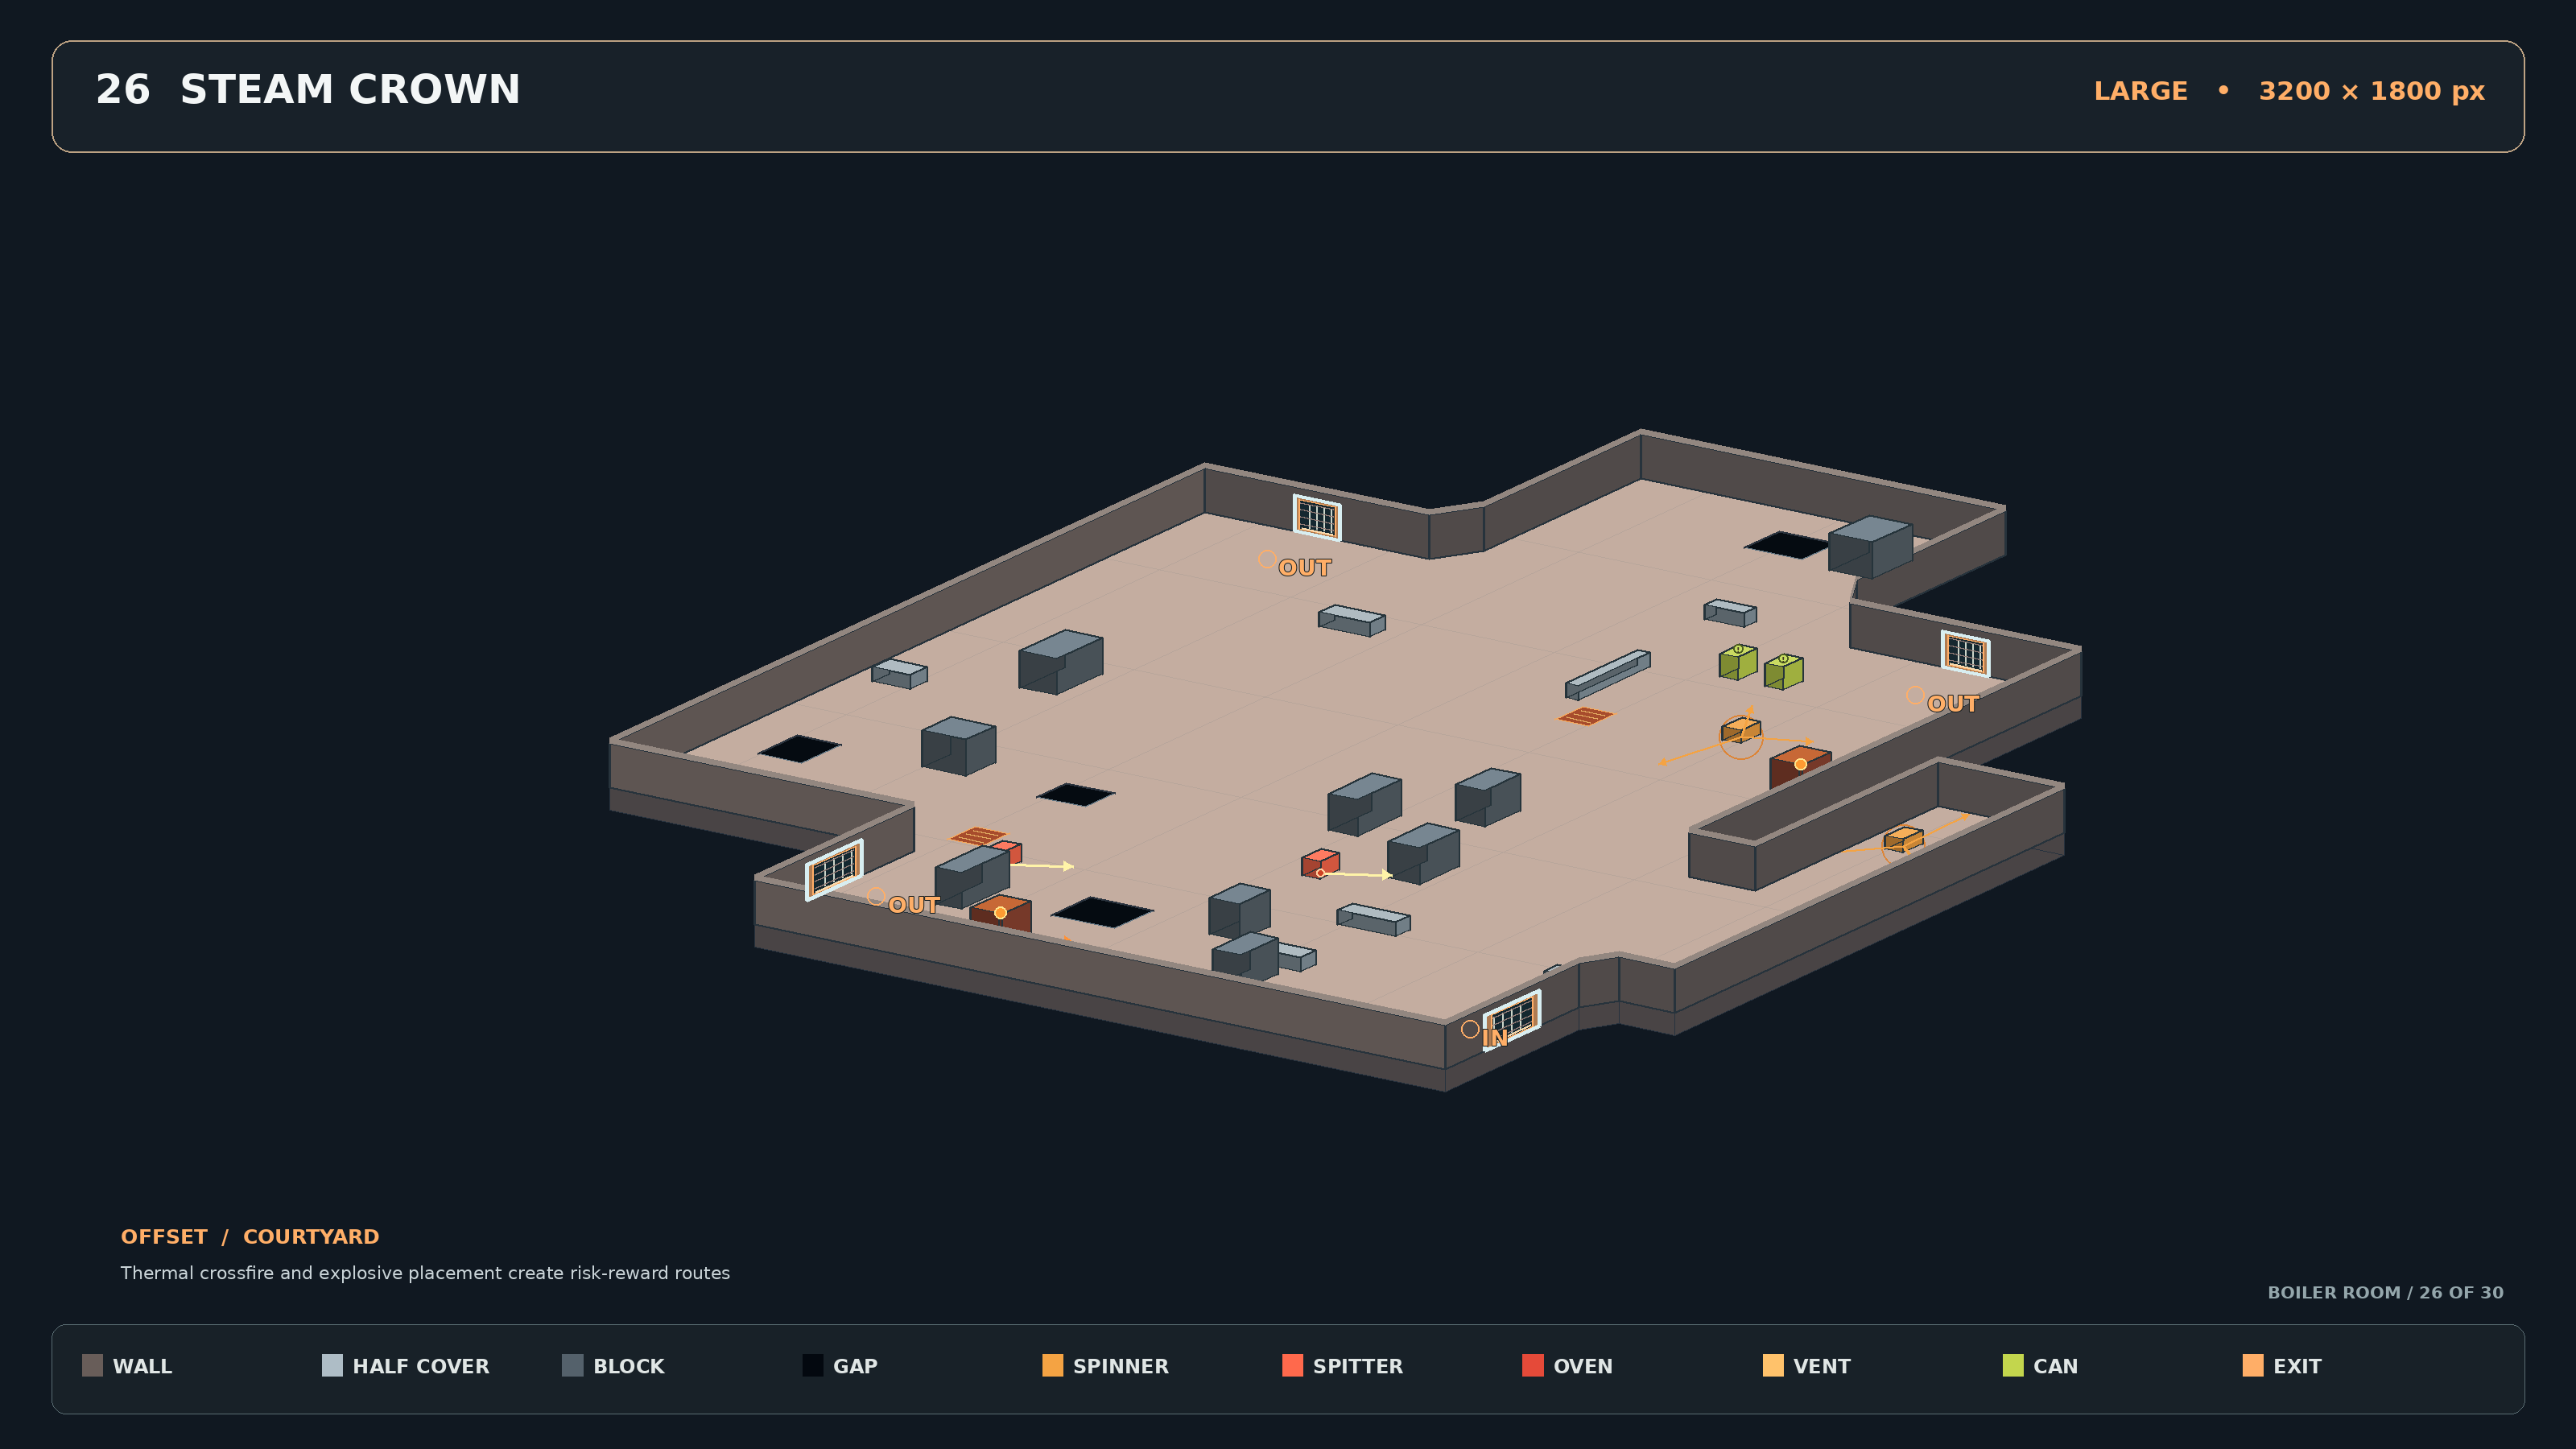 26 STEAM CROWN
LARGE • 3200 × 1800 px
OUT
OUT
OUT
IN
OFFSET / COURTYARD
Thermal crossfire and explosive placement create risk-reward routes
BOILER ROOM / 26 OF 30
WALL
HALF COVER
BLOCK
GAP
SPINNER
SPITTER
OVEN
VENT
CAN
EXIT